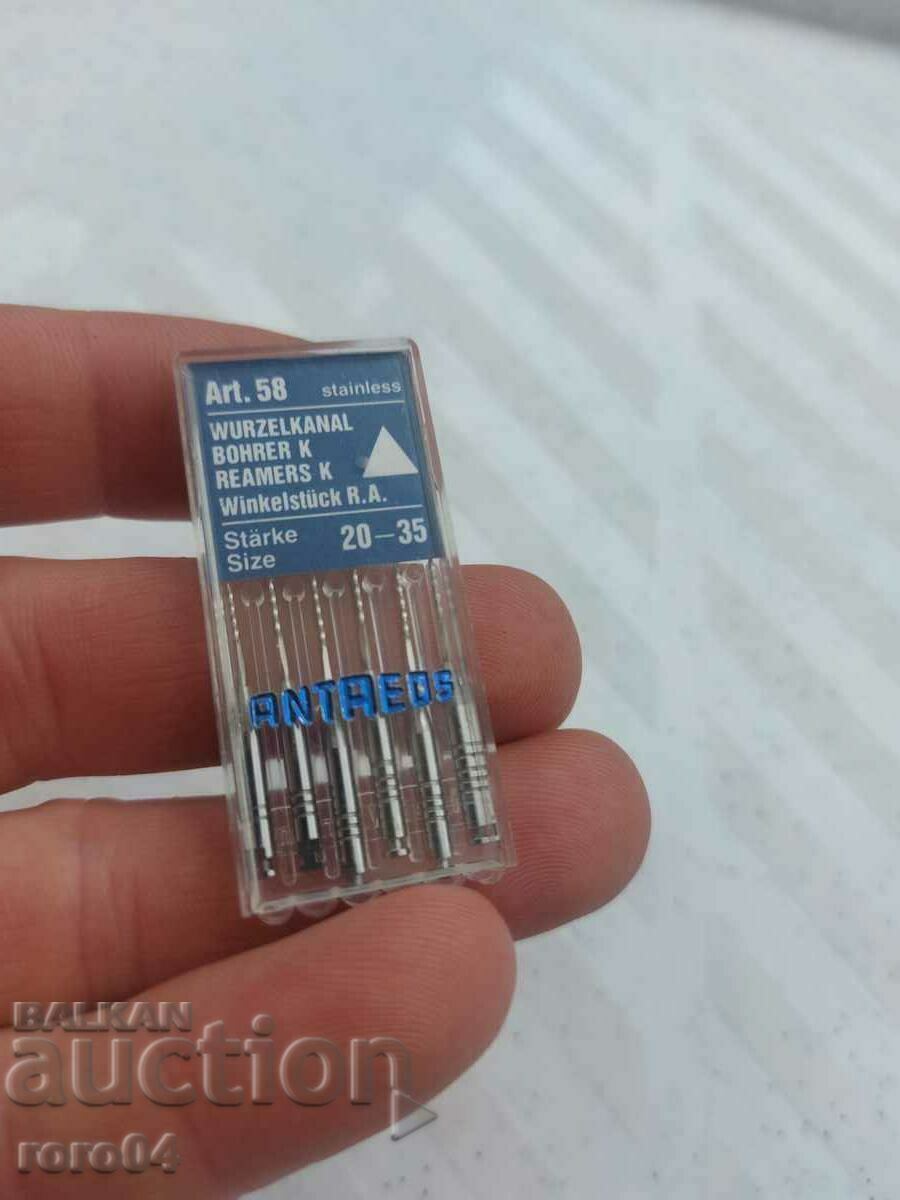 Art. 58 stainless
WURZELKANAL
BOHRER K
REAMERS K
Winkelstück R.A.
Stärke
Size 20-35
ANTAEOS
BALKAN
auction
roro04